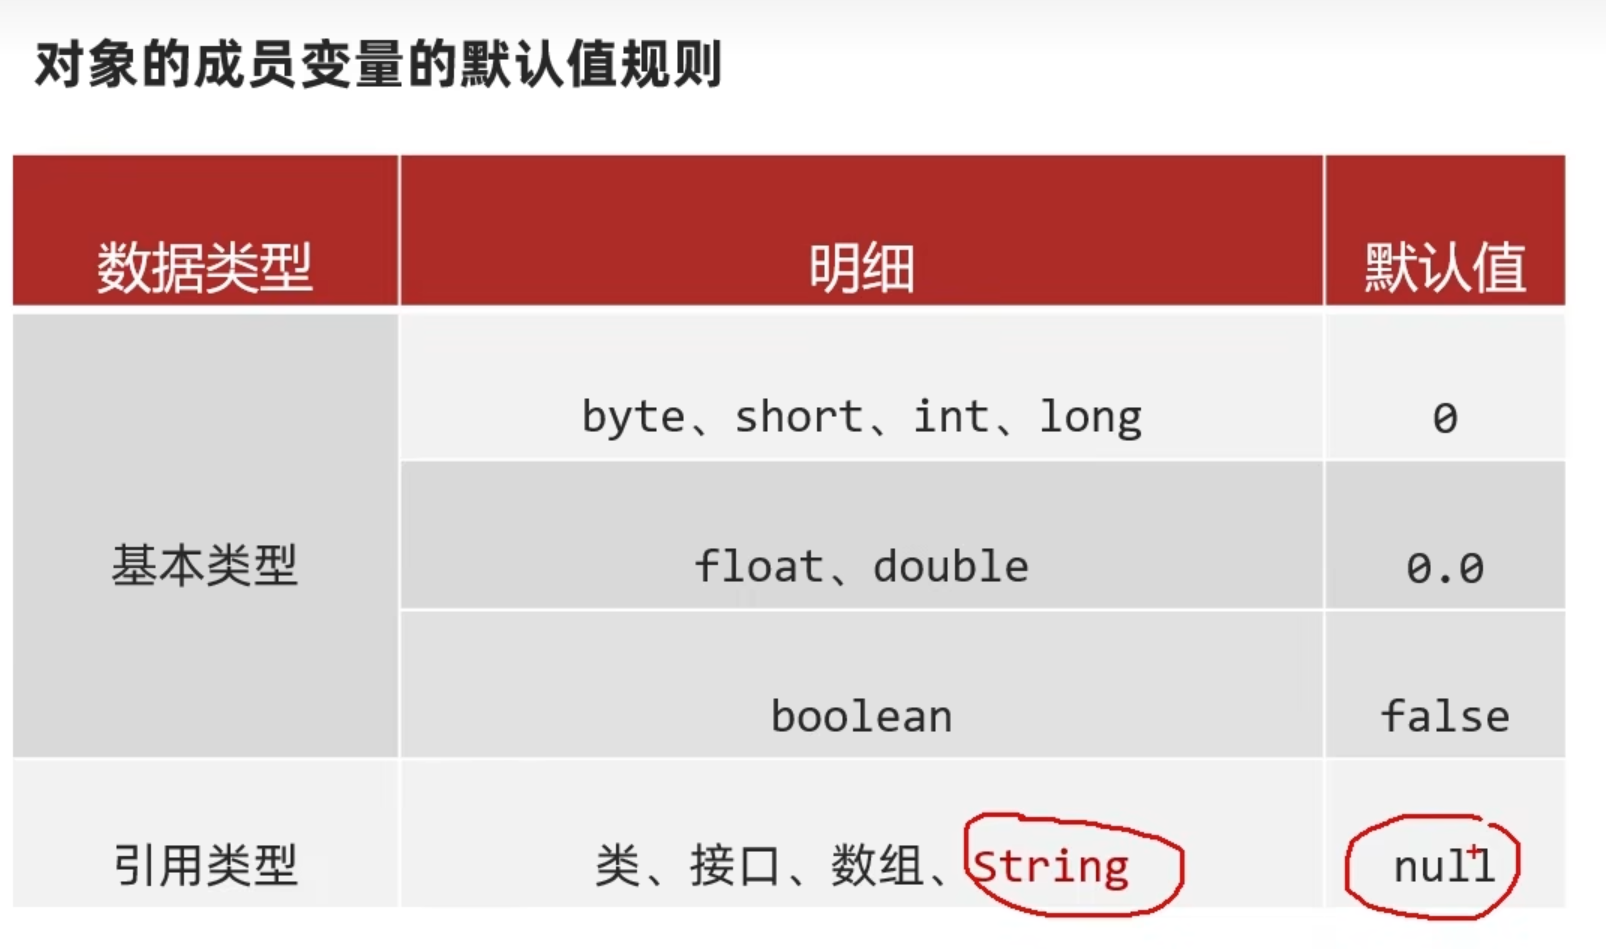 对象的成员变量的默认值规则
数据类型 明细 默认值
基本类型 byte、short、int、long 0
float、double 0.0
boolean false
引用类型 类、接口、数组、String null